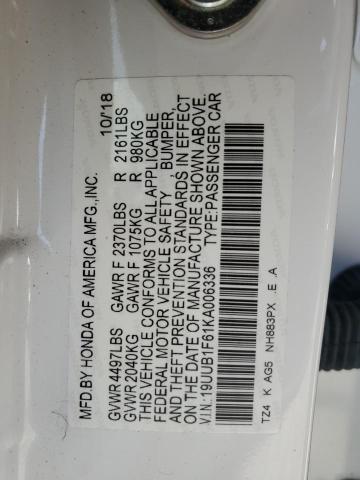 MFD.BY HONDA OF AMERICA MFG.,INC. 10/18
GVWR 4497LBS GAWR F 2370LBS R 2161LBS
GVWR 2040KG GAWR F 1075KG R 980KG
THIS VEHICLE CONFORMS TO ALL APPLICABLE
FEDERAL MOTOR VEHICLE SAFETY , BUMPER,
AND THEFT PREVENTION STANDARDS IN EFFECT
ON THE DATE OF MANUFACTURE SHOWN ABOVE.
V.I.N.:19UUB1F61KA006336 TYPE:PASSENGER CAR
TZ4 K AG5 NH883PX .E A